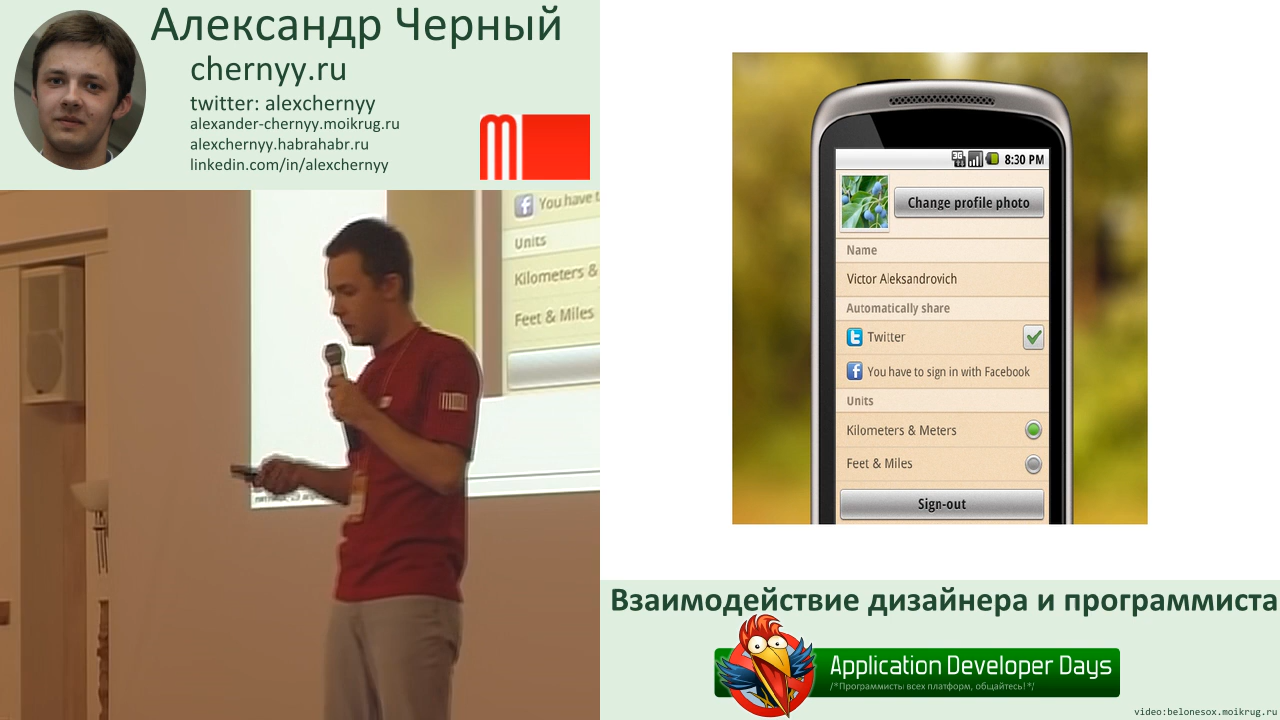 Александр Черный
chernyy.ru
twitter: alexchernyy
alexander-chernyy.moikrug.ru
alexchernyy.habrahabr.ru
linkedin.com/in/alexchernyy
You have t
Units
Kilometers &
Feet & Miles
3G
8:30 PM
Change profile photo
Name
Victor Aleksandrovich
Automatically share
Twitter
You have to sign in with Facebook
Units
Kilometers & Meters
Feet & Miles
Sign-out
Взаимодействие дизайнера и программиста
Application Developer Days
/*Программисты всех платформ, общайтесь!*/
video:belonesox.moikrug.ru